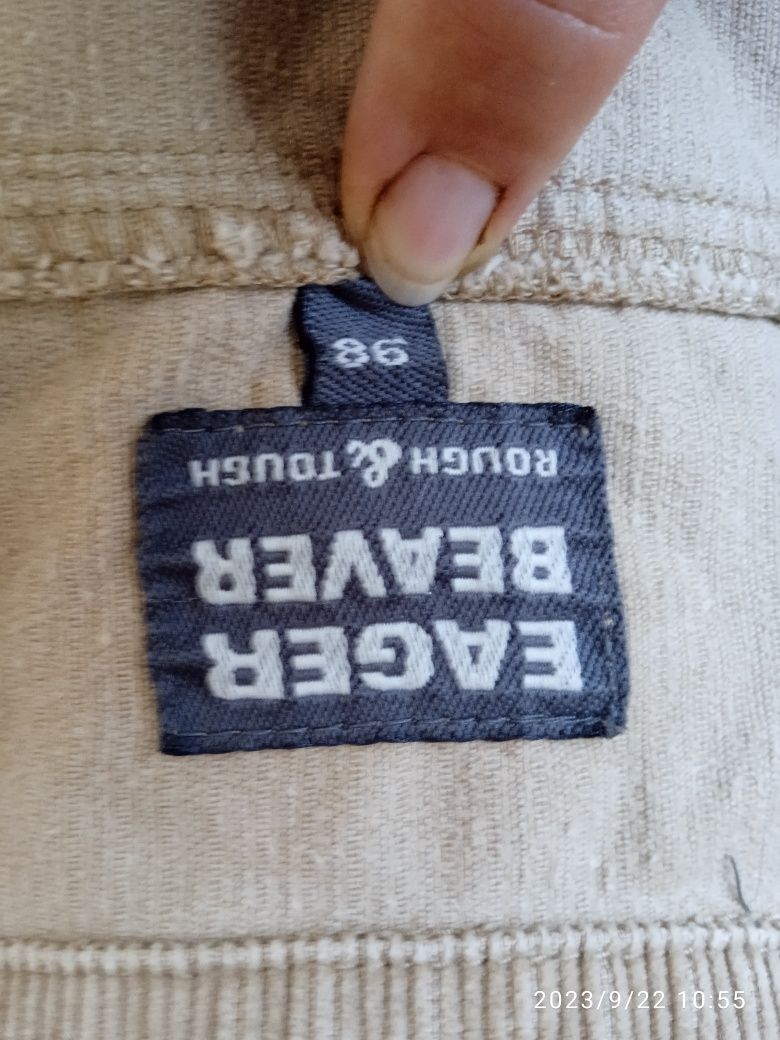 EAGER
BEAVER
ROUGH & TOUGH
98
2023/9/22 10:55